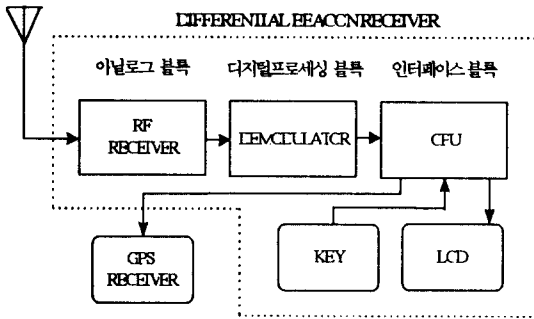 DIFFERENTIAL BEACON RECEIVER
아날로그 블록 디지털프로세싱 블록 인터페이스 블록
RF
RECEIVER
DEMODULATOR
CPU
GPS
RECEIVER
KEY
LCD